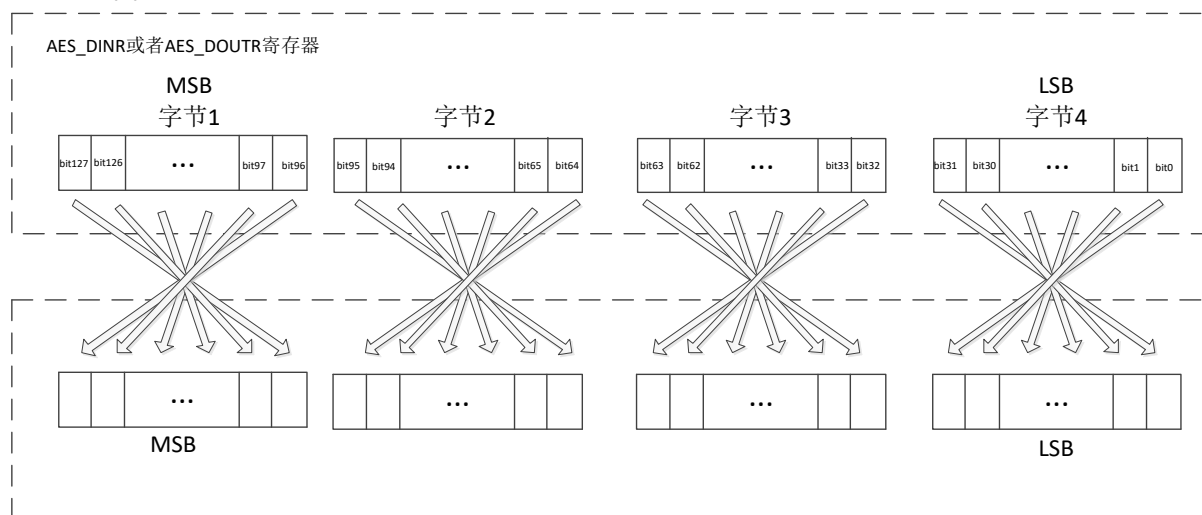 AES_DINR或者AES_DOUTR寄存器
MSB LSB
字节1 字节2 字节3 字节4
bit127 bit126 ... bit97 bit96 bit95 bit94 ... bit65 bit64 bit63 bit62 ... bit33 bit32 bit31 bit30 ... bit1 bit0
... ... ... ...
MSB LSB